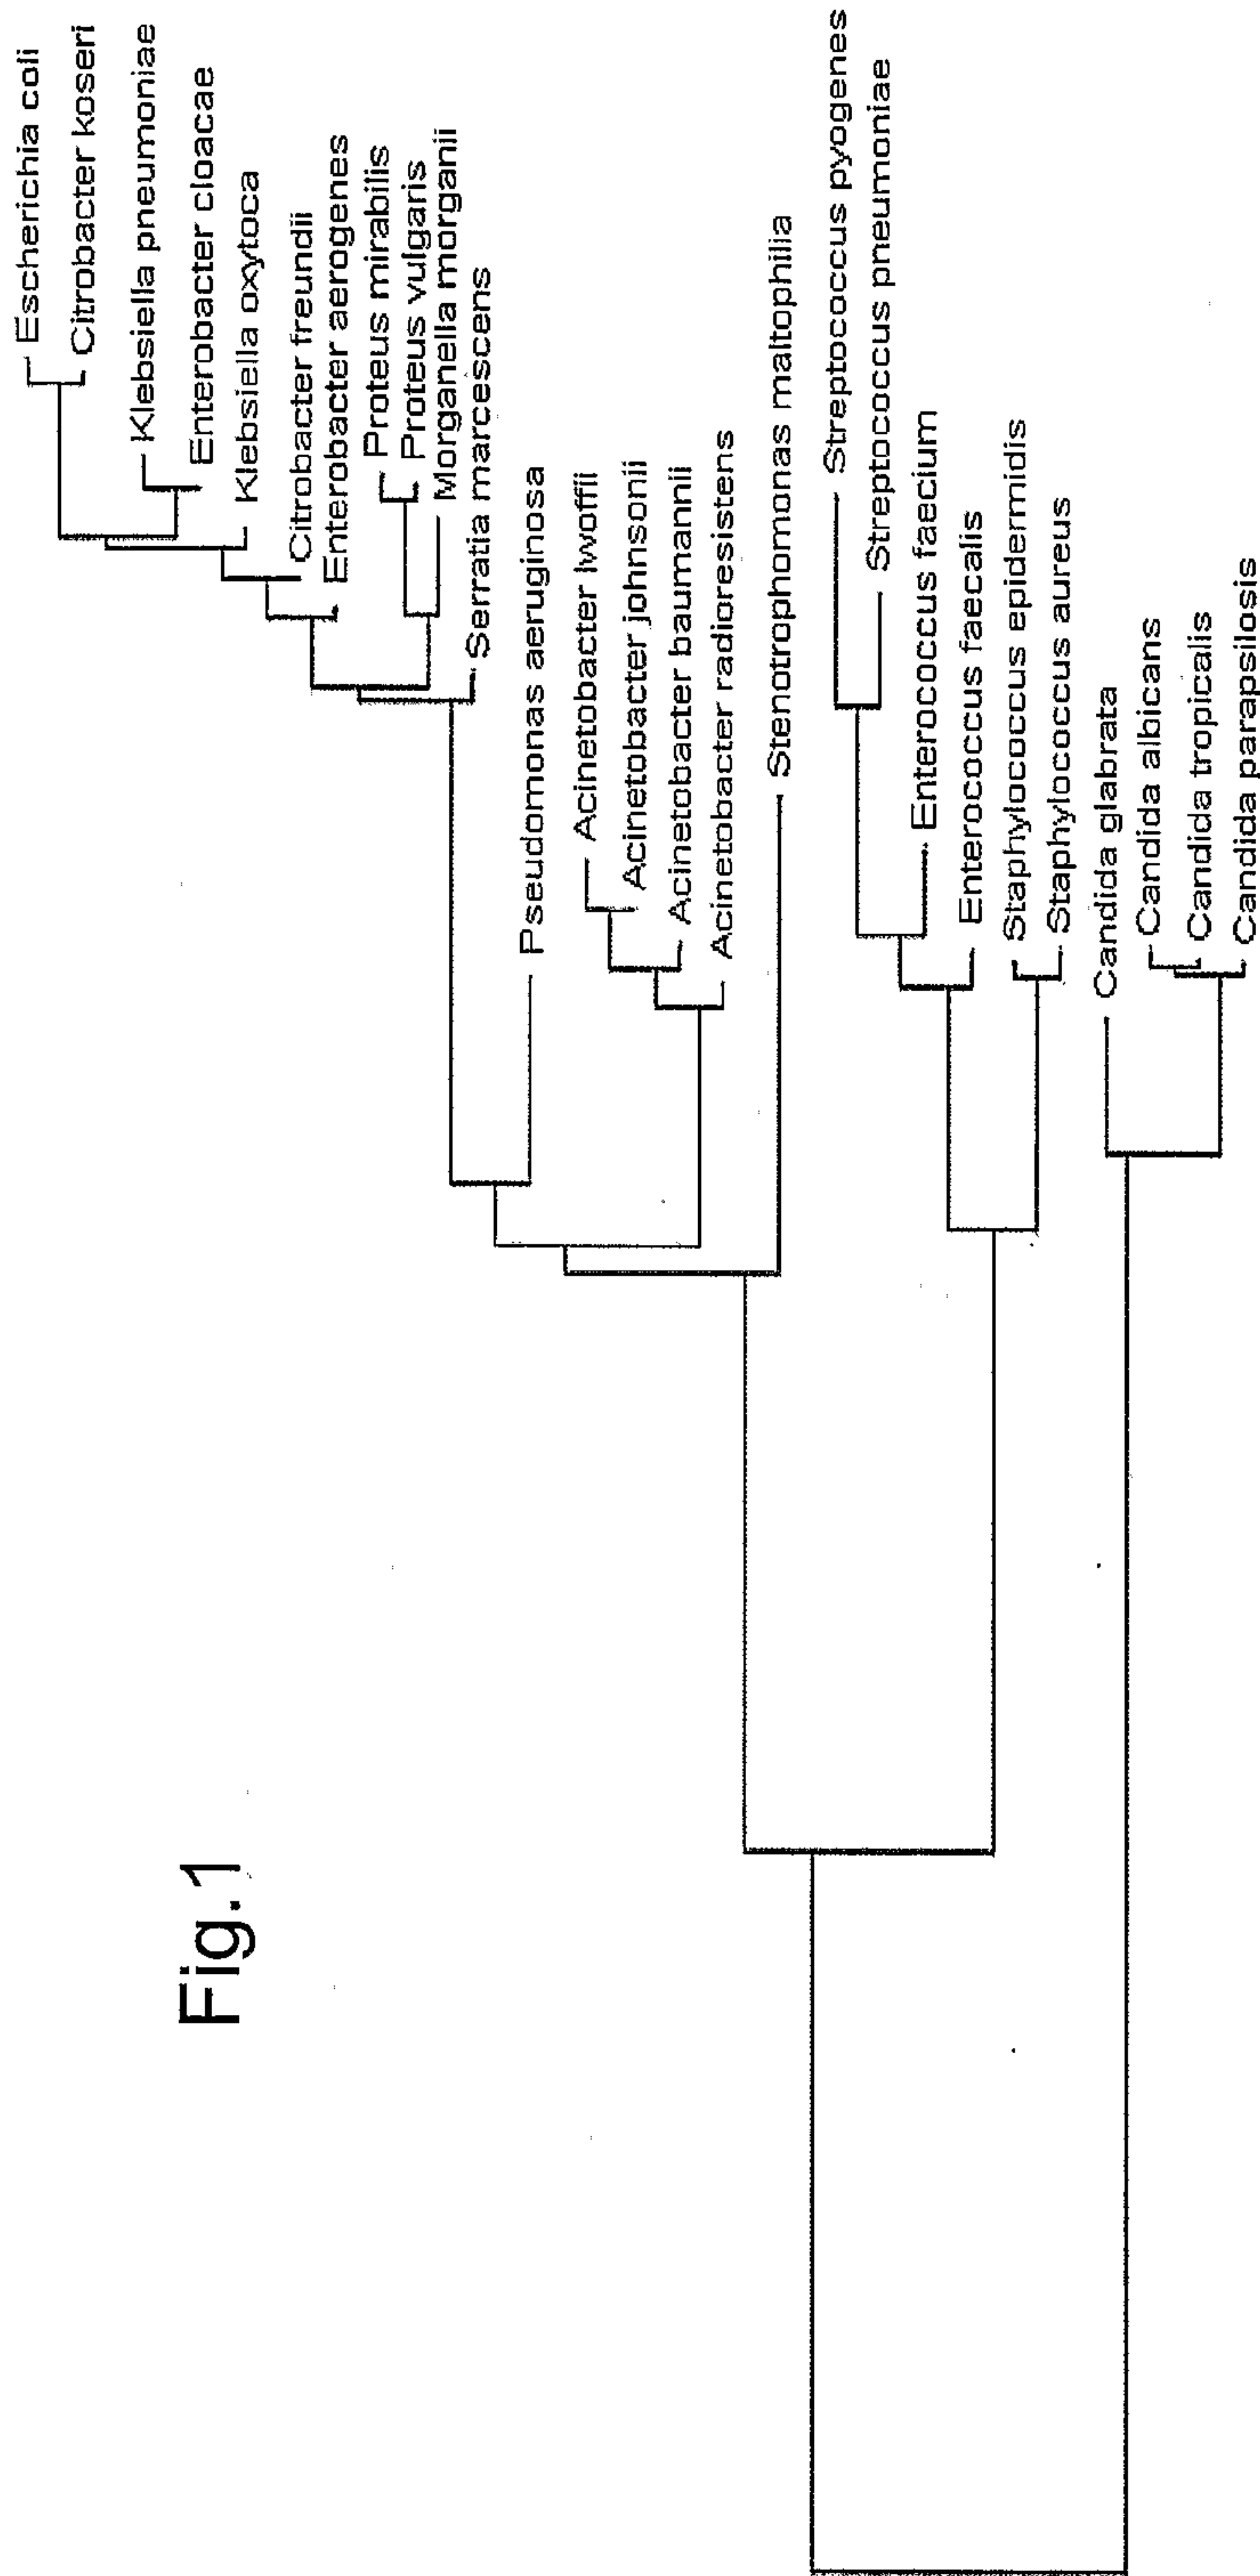 Fig.1
Escherichia coli
Citrobacter koseri
Klebsiella pneumoniae
Enterobacter cloacae
Klebsiella oxytoca
Citrobacter freundii
Enterobacter aerogenes
Proteus mirabilis
Proteus vulgaris
Morganella morganii
Serratia marcescens
Pseudomonas aeruginosa
Acinetobacter lwoffii
Acinetobacter johnsonii
Acinetobacter baumannii
Acinetobacter radioresistens
Stenotrophomonas maltophilia
Streptococcus pyogenes
Streptococcus pneumoniae
Enterococcus faecium
Enterococcus faecalis
Staphylococcus epidermidis
Staphylococcus aureus
Candida glabrata
Candida albicans
Candida tropicalis
Candida parapsilosis